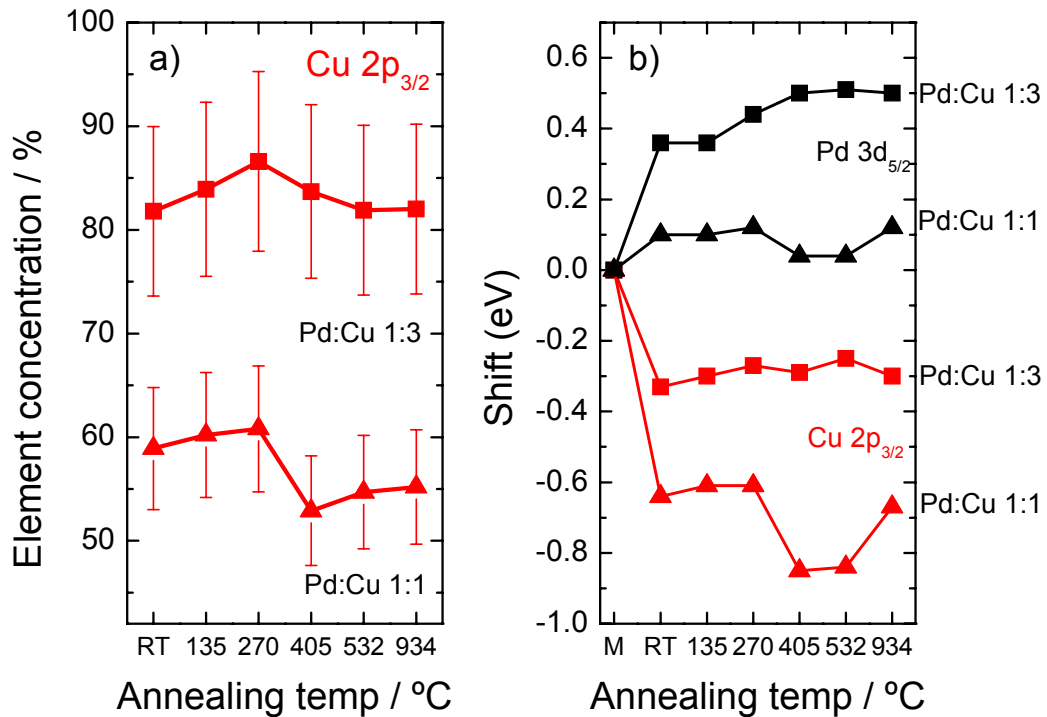 a)
Cu 2p3/2
Element concentration / %
100
90
80
70
60
50
Pd:Cu 1:3
Pd:Cu 1:1
RT 135 270 405 532 934
Annealing temp / ºC
b)
Shift (eV)
0.6
0.4
0.2
0.0
-0.2
-0.4
-0.6
-0.8
-1.0
Pd:Cu 1:3
Pd 3d5/2
Pd:Cu 1:1
Pd:Cu 1:3
Cu 2p3/2
Pd:Cu 1:1
M RT 135 270 405 532 934
Annealing temp / ºC